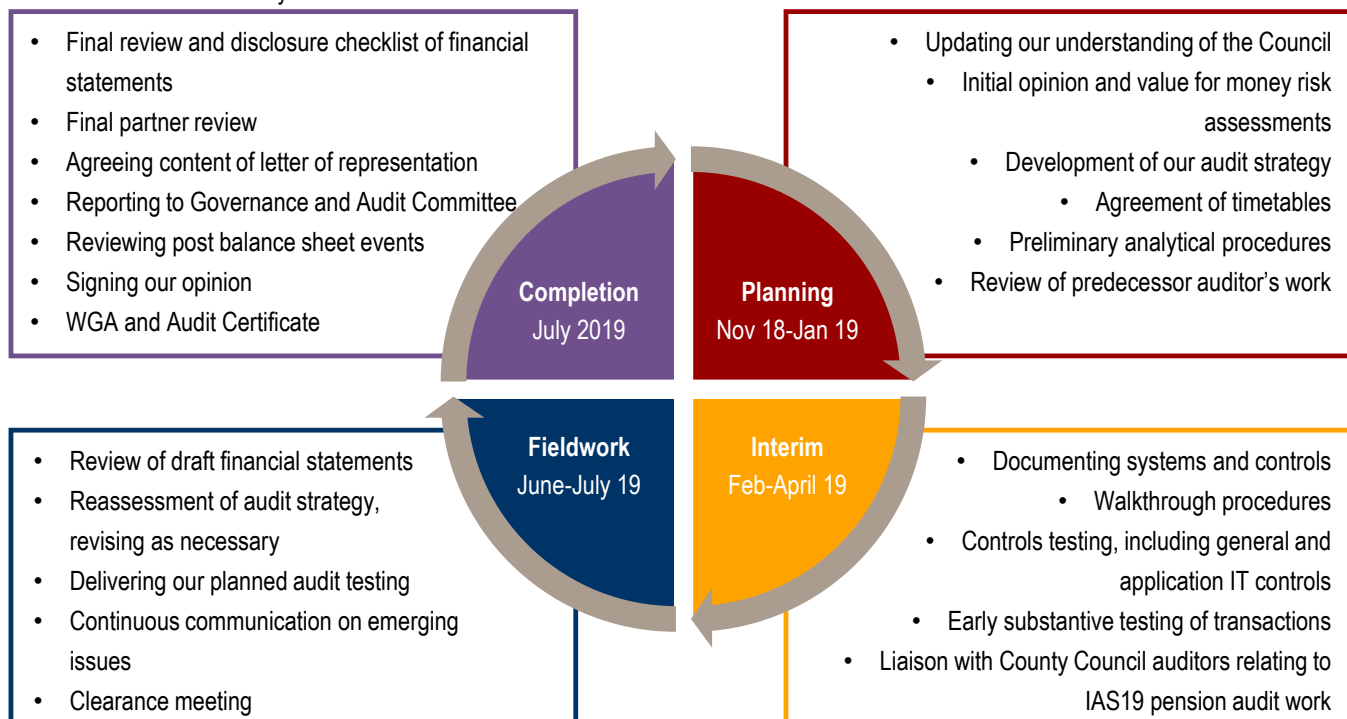 • Final review and disclosure checklist of financial
statements
• Final partner review
• Agreeing content of letter of representation
• Reporting to Governance and Audit Committee
• Reviewing post balance sheet events
• Signing our opinion
• WGA and Audit Certificate
Completion
July 2019
• Updating our understanding of the Council
• Initial opinion and value for money risk
assessments
• Development of our audit strategy
• Agreement of timetables
• Preliminary analytical procedures
• Review of predecessor auditor’s work
Planning
Nov 18-Jan 19
• Review of draft financial statements
• Reassessment of audit strategy,
revising as necessary
• Delivering our planned audit testing
• Continuous communication on emerging
issues
• Clearance meeting
Fieldwork
June-July 19
Interim
Feb-April 19
• Documenting systems and controls
• Walkthrough procedures
• Controls testing, including general and
application IT controls
• Early substantive testing of transactions
• Liaison with County Council auditors relating to
IAS19 pension audit work